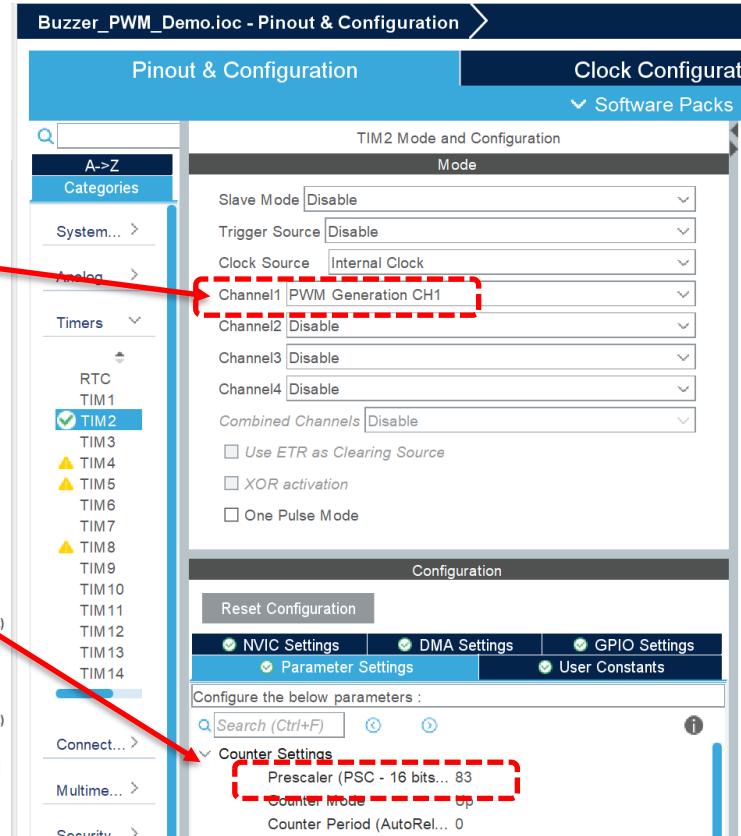 Buzzer_PWM_Demo.ioc - Pinout & Configuration
Pinout & Configuration
Clock Configurat
Software Packs
TIM2 Mode and Configuration
A->Z
Categories
System...
Analog
Timers
RTC
TIM1
TIM2
TIM3
TIM4
TIM5
TIM6
TIM7
TIM8
TIM9
TIM10
TIM11
TIM12
TIM13
TIM14
Connect...
Multime...
Security
Mode
Slave Mode Disable
Trigger Source Disable
Clock Source Internal Clock
Channel1 PWM Generation CH1
Channel2 Disable
Channel3 Disable
Channel4 Disable
Combined Channels Disable
Use ETR as Clearing Source
XOR activation
One Pulse Mode
Configuration
Reset Configuration
NVIC Settings DMA Settings GPIO Settings
Parameter Settings User Constants
Configure the below parameters :
Search (Ctrl+F)
Counter Settings
Prescaler (PSC - 16 bits... 83
Counter Mode Up
Counter Period (AutoRel... 0
)
)